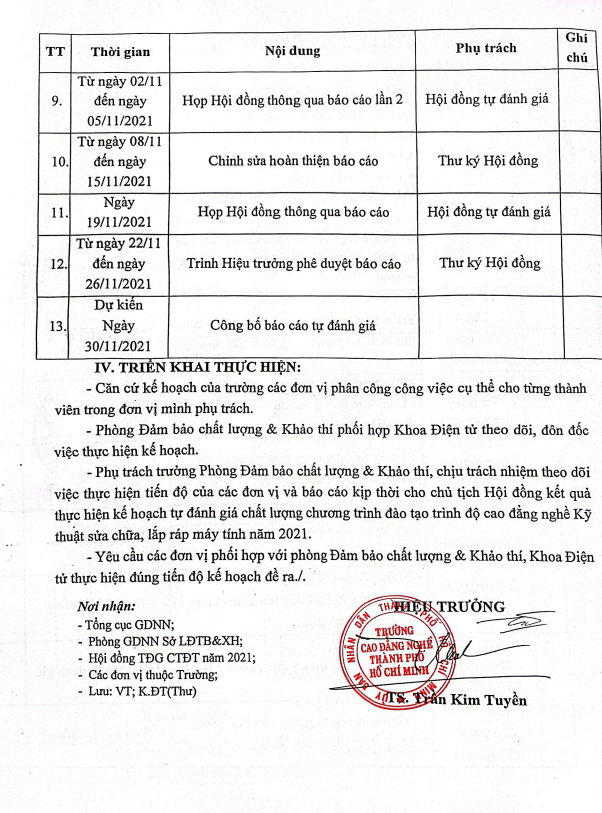 TT Thời gian Nội dung Phụ trách Ghi chú
9. Từ ngày 02/11 đến ngày 05/11/2021 Họp Hội đồng thông qua báo cáo lần 2 Hội đồng tự đánh giá
10. Từ ngày 08/11 đến ngày 15/11/2021 Chỉnh sửa hoàn thiện báo cáo Thư ký Hội đồng
11. Ngày 19/11/2021 Họp Hội đồng thông qua báo cáo Hội đồng tự đánh giá
12. Từ ngày 22/11 đến ngày 26/11/2021 Trình Hiệu trưởng phê duyệt báo cáo Thư ký Hội đồng
13. Dự kiến Ngày 30/11/2021 Công bố báo cáo tự đánh giá
IV. TRIỂN KHAI THỰC HIỆN:
- Căn cứ kế hoạch của trường các đơn vị phân công công việc cụ thể cho từng thành
viên trong đơn vị mình phụ trách.
- Phòng Đảm bảo chất lượng & Khảo thí phối hợp Khoa Điện tử theo dõi, đôn đốc
việc thực hiện kế hoạch.
- Phụ trách trường Phòng Đảm bảo chất lượng & Khảo thí, chịu trách nhiệm theo dõi
việc thực hiện tiến độ của các đơn vị và báo cáo kịp thời cho chủ tịch Hội đồng kết quả
thực hiện kế hoạch tự đánh giá chất lượng chương trình đào tạo trình độ cao đẳng nghề Kỹ
thuật sửa chữa, lắp ráp máy tính năm 2021.
- Yêu cầu các đơn vị phối hợp với phòng Đảm bảo chất lượng & Khảo thí, Khoa Điện
tử thực hiện đúng tiến độ kế hoạch đề ra./.
Nơi nhận:
- Tổng cục GDNN;
- Phòng GDNN Sở LĐTB&XH;
- Hội đồng TĐG CTĐT năm 2021;
- Các đơn vị thuộc Trường;
- Lưu: VT; K.ĐT(Thư)
HIỆU TRƯỞNG
ỦY BAN NHÂN DÂN THÀNH PHỐ HỒ CHÍ MINH
TRƯỜNG
CAO ĐẲNG NGHỀ
THÀNH PHỐ
HỒ CHÍ MINH
TS. Trần Kim Tuyền